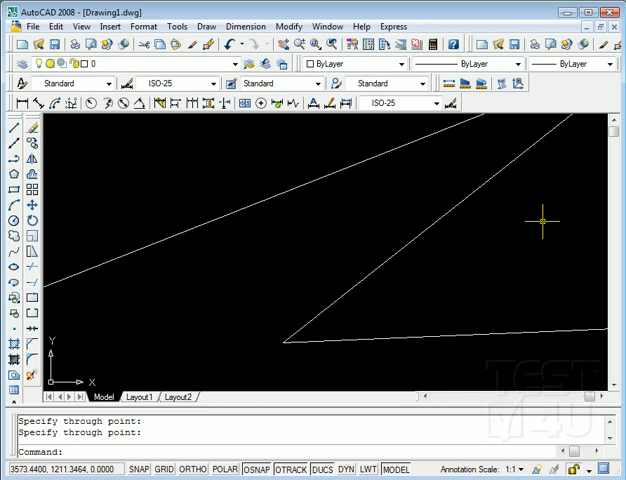 AutoCAD 2008 - [Drawing1.dwg]
File Edit View Insert Format Tools Draw Dimension Modify Window Help Express
0 ByLayer ByLayer ByLayer
Standard ISO-25 Standard Standard
ISO-25
Y
X
Model Layout1 Layout2
TEST
M4U
Specify through point:
Specify through point:
Command:
3573.4400, 1211.3464, 0.0000 SNAP GRID ORTHO POLAR OSNAP OTRACK DUCS DYN LWT MODEL Annotation Scale: 1:1